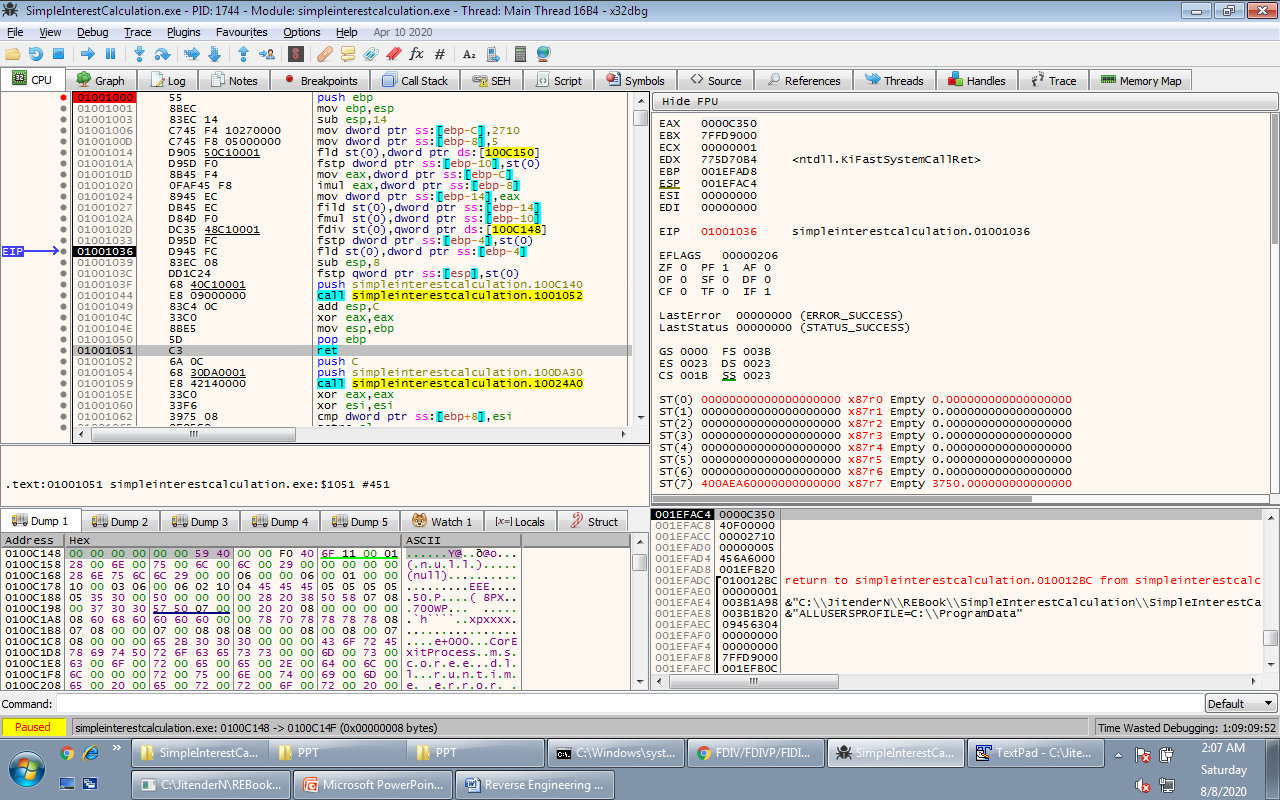 SimpleInterestCalculation.exe - PID: 1744 - Module: simpleinterestcalculation.exe - Thread: Main Thread 16B4 - x32dbg
File View Debug Trace Plugins Favourites Options Help Apr 10 2020
CPU Graph Log Notes Breakpoints Call Stack SEH Script Symbols Source References Threads Handles Trace Memory Map
01001000 55 push ebp
01001001 8BEC mov ebp,esp
01001003 83EC 14 sub esp,14
01001006 C745 F4 10270000 mov dword ptr ss:[ebp-C],2710
0100100D C745 F8 05000000 mov dword ptr ss:[ebp-8],5
01001014 D905 50C10001 fld st(0),dword ptr ds:[100C150]
0100101A D95D F0 fstp dword ptr ss:[ebp-10],st(0)
0100101D 8B45 F4 mov eax,dword ptr ss:[ebp-C]
01001020 0FAF45 F8 imul eax,dword ptr ss:[ebp-8]
01001024 8945 EC mov dword ptr ss:[ebp-14],eax
01001027 DB45 EC fild st(0),dword ptr ss:[ebp-14]
0100102A D84D F0 fmul st(0),dword ptr ss:[ebp-10]
0100102D DC35 48C10001 fdiv st(0),qword ptr ds:[100C148]
01001033 D95D FC fstp dword ptr ss:[ebp-4],st(0)
EIP 01001036 D945 FC fld st(0),dword ptr ss:[ebp-4]
01001039 83EC 08 sub esp,8
0100103C DD1C24 fstp qword ptr ss:[esp],st(0)
0100103F 68 40C10001 push simpleinterestcalculation.100C140
01001044 E8 09000000 call simpleinterestcalculation.1001052
01001049 83C4 0C add esp,C
0100104C 33C0 xor eax,eax
0100104E 8BE5 mov esp,ebp
01001050 5D pop ebp
01001051 C3 ret
01001052 6A 0C push C
01001054 68 30DA0001 push simpleinterestcalculation.100DA30
01001059 E8 42140000 call simpleinterestcalculation.10024A0
0100105E 33C0 xor eax,eax
01001060 33F6 xor esi,esi
01001062 3975 08 cmp dword ptr ss:[ebp+8],esi
.text:01001051 simpleinterestcalculation.exe:$1051 #451
Hide FPU
EAX 0000C350
EBX 7FFD9000
ECX 00000001
EDX 775D70B4 <ntdll.KiFastSystemCallRet>
EBP 001EFAD8
ESP 001EFAC4
ESI 00000000
EDI 00000000
EIP 01001036 simpleinterestcalculation.01001036
EFLAGS 00000206
ZF 0 PF 1 AF 0
OF 0 SF 0 DF 0
CF 0 TF 0 IF 1
LastError 00000000 (ERROR_SUCCESS)
LastStatus 00000000 (STATUS_SUCCESS)
GS 0000 FS 003B
ES 0023 DS 0023
CS 001B SS 0023
ST(0) 00000000000000000000 x87r0 Empty 0.000000000000000000
ST(1) 00000000000000000000 x87r1 Empty 0.000000000000000000
ST(2) 00000000000000000000 x87r2 Empty 0.000000000000000000
ST(3) 00000000000000000000 x87r3 Empty 0.000000000000000000
ST(4) 00000000000000000000 x87r4 Empty 0.000000000000000000
ST(5) 00000000000000000000 x87r5 Empty 0.000000000000000000
ST(6) 00000000000000000000 x87r6 Empty 0.000000000000000000
ST(7) 400AEA60000000000000 x87r7 Empty 3750.000000000000000
Dump 1 Dump 2 Dump 3 Dump 4 Dump 5 Watch 1 [x=] Locals Struct
Address Hex ASCII
0100C148 00 00 00 00 00 00 59 40 00 00 F0 40 6F 11 00 01 ......Y@..ð@o...
0100C158 28 00 6E 00 75 00 6C 00 6C 00 29 00 00 00 00 00 (.n.u.l.l.).....
0100C168 28 6E 75 6C 6C 29 00 00 06 00 00 06 00 01 00 00 (null)..........
0100C178 10 00 03 06 00 06 02 10 04 45 45 45 05 05 05 05 .........EEE....
0100C188 05 35 30 00 50 00 00 00 00 28 20 38 50 58 07 08 .50.P....( 8PX..
0100C198 00 37 30 30 57 50 07 00 00 20 20 08 00 00 00 00 .700WP... .....
0100C1A8 08 60 68 60 60 60 60 00 00 78 70 78 78 78 78 08 .`h````..xpxxxx.
0100C1B8 07 08 00 00 07 00 08 08 08 00 00 08 00 08 00 07 ................
0100C1C8 08 00 00 00 65 2B 30 30 30 00 00 00 43 6F 72 45 ....e+000...CorE
0100C1D8 78 69 74 50 72 6F 63 65 73 73 00 00 6D 00 73 00 xitProcess..m.s.
0100C1E8 63 00 6F 00 72 00 65 00 65 00 2E 00 64 00 6C 00 c.o.r.e.e...d.l.
0100C1F8 6C 00 00 00 72 00 75 00 6E 00 74 00 69 00 6D 00 l...r.u.n.t.i.m.
0100C208 65 00 20 00 65 00 72 00 72 00 6F 00 72 00 20 00 e. .e.r.r.o.r. .
001EFAC4 0000C350
001EFAC8 40F00000
001EFACC 00002710
001EFAD0 00000005
001EFAD4 456A6000
001EFAD8 001EFB20
001EFADC 010012BC return to simpleinterestcalculation.010012BC from simpleinterestcalc
001EFAE0 00000001
001EFAE4 003B1A98 &"C:\\JitenderN\\REBook\\SimpleInterestCalculation\\SimpleInterestCa
001EFAE8 003B1B20 &"ALLUSERSPROFILE=C:\\ProgramData"
001EFAEC 09456304
001EFAF0 00000000
001EFAF4 00000000
001EFAF8 7FFD9000
001EFAFC 001EFB0C
Command: Default
Paused simpleinterestcalculation.exe: 0100C148 -> 0100C14F (0x00000008 bytes) Time Wasted Debugging: 1:09:09:52
SimpleInterestCa... PPT PPT C:\Windows\syst... FDIV/FDIVP/FIDI... SimpleInterestCa... TextPad - C:\Jite...
C:\JitenderN\REBook... Microsoft PowerPoin... Reverse Engineering ...
2:07 AM
Saturday
8/8/2020